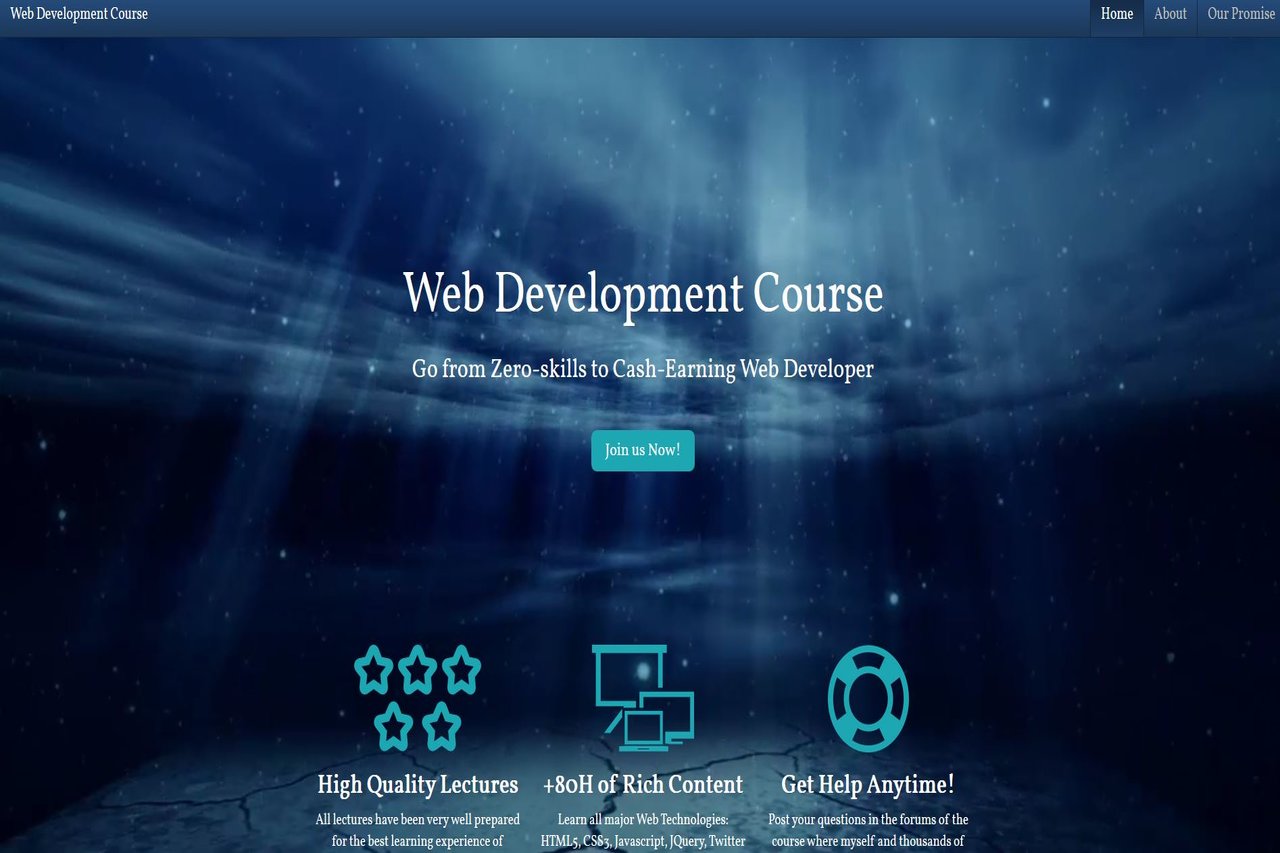 Web Development Course
Home
About
Our Promise
Web Development Course
Go from Zero-skills to Cash-Earning Web Developer
Join us Now!
High Quality Lectures
All lectures have been very well prepared
for the best learning experience of
+80H of Rich Content
Learn all major Web Technologies:
HTML5, CSS3, Javascript, JQuery, Twitter
Get Help Anytime!
Post your questions in the forums of the
course where myself and thousands of